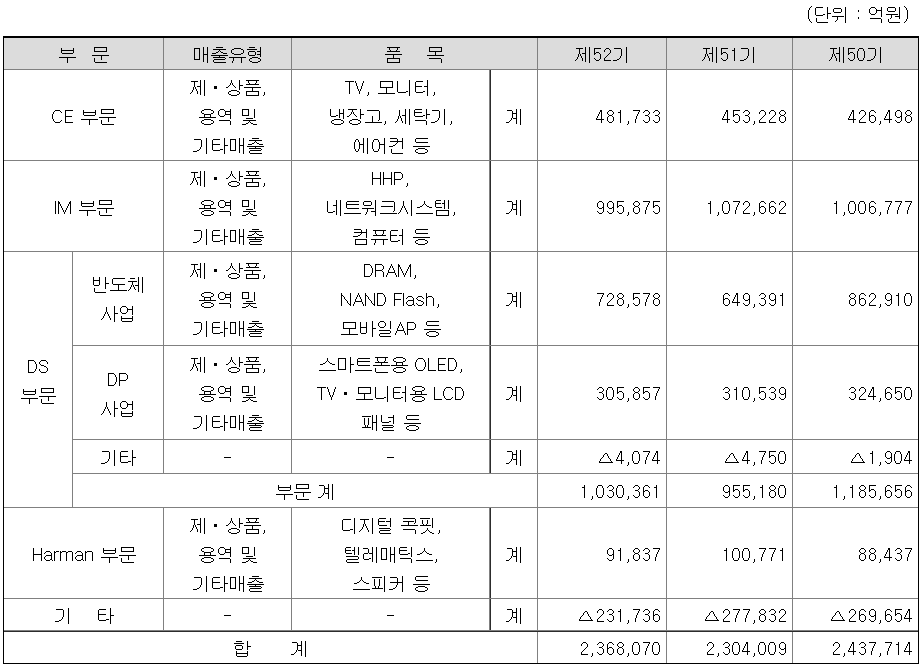 (단위 : 억원)
부 문 매출유형 품 목 제52기 제51기 제50기
CE 부문 제·상품, 용역 및 기타매출 TV, 모니터, 냉장고, 세탁기, 에어컨 등 계 481,733 453,228 426,498
IM 부문 제·상품, 용역 및 기타매출 HHP, 네트워크시스템, 컴퓨터 등 계 995,875 1,072,662 1,006,777
DS 부문 반도체 사업 제·상품, 용역 및 기타매출 DRAM, NAND Flash, 모바일AP 등 계 728,578 649,391 862,910
DP 사업 제·상품, 용역 및 기타매출 스마트폰용 OLED, TV·모니터용 LCD 패널 등 계 305,857 310,539 324,650
기타 - - 계 △4,074 △4,750 △1,904
부문 계 1,030,361 955,180 1,185,656
Harman 부문 제·상품, 용역 및 기타매출 디지털 콕핏, 텔레매틱스, 스피커 등 계 91,837 100,771 88,437
기 타 - - 계 △231,736 △277,832 △269,654
합 계 2,368,070 2,304,009 2,437,714